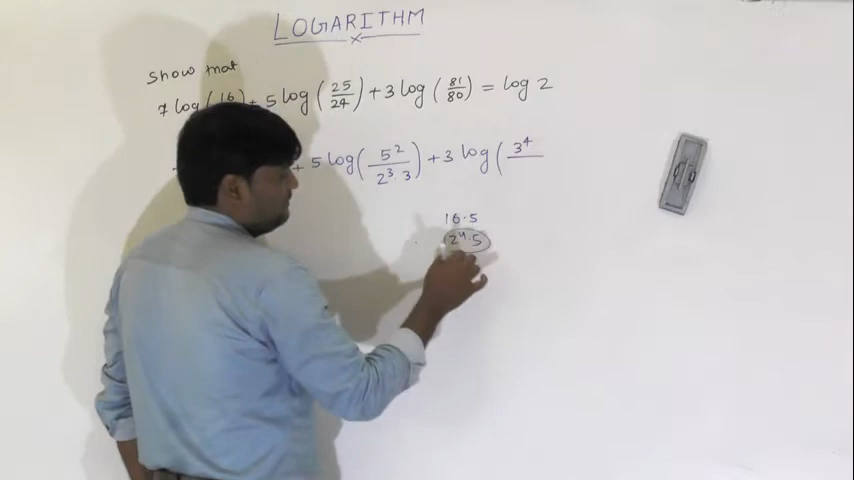 LOGARITHM
Show that
7 log (16 + 5 log (25/24) + 3 log (81/80) = log 2
+ 5 log (5²/2³·3) + 3 log (3⁴
16·5
2⁴·5